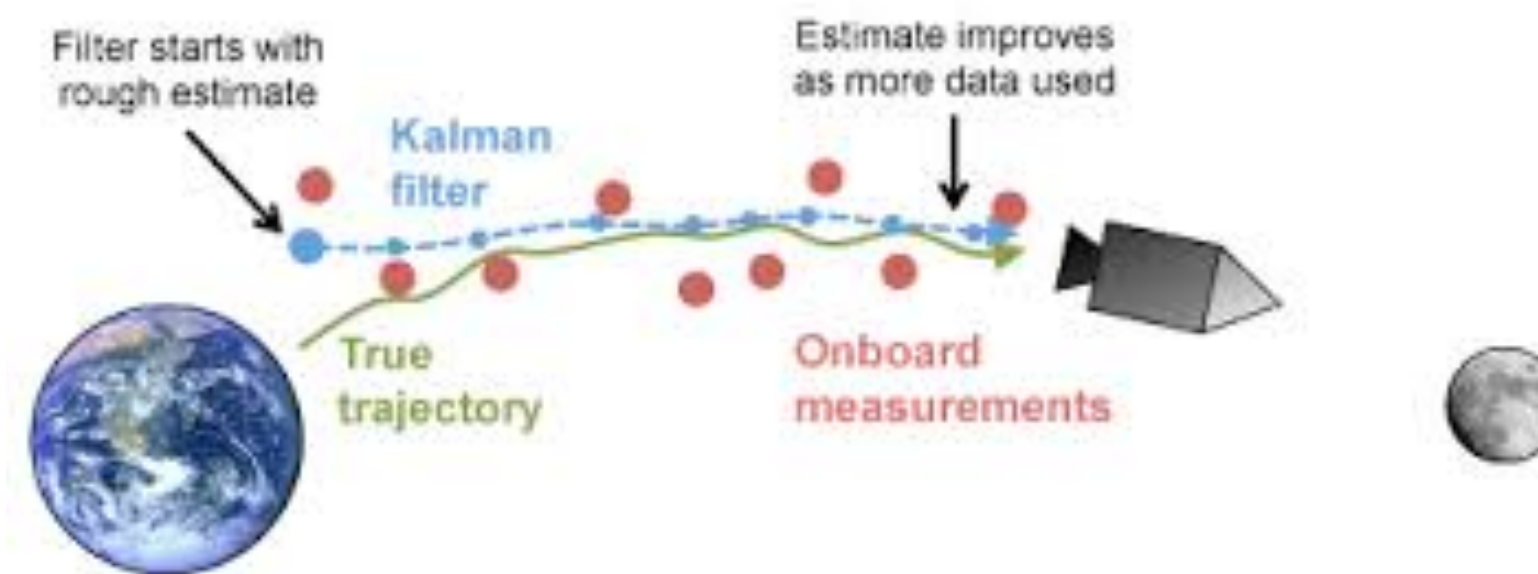 Filter starts with
rough estimate
Estimate improves
as more data used
Kalman
filter
True
trajectory
Onboard
measurements